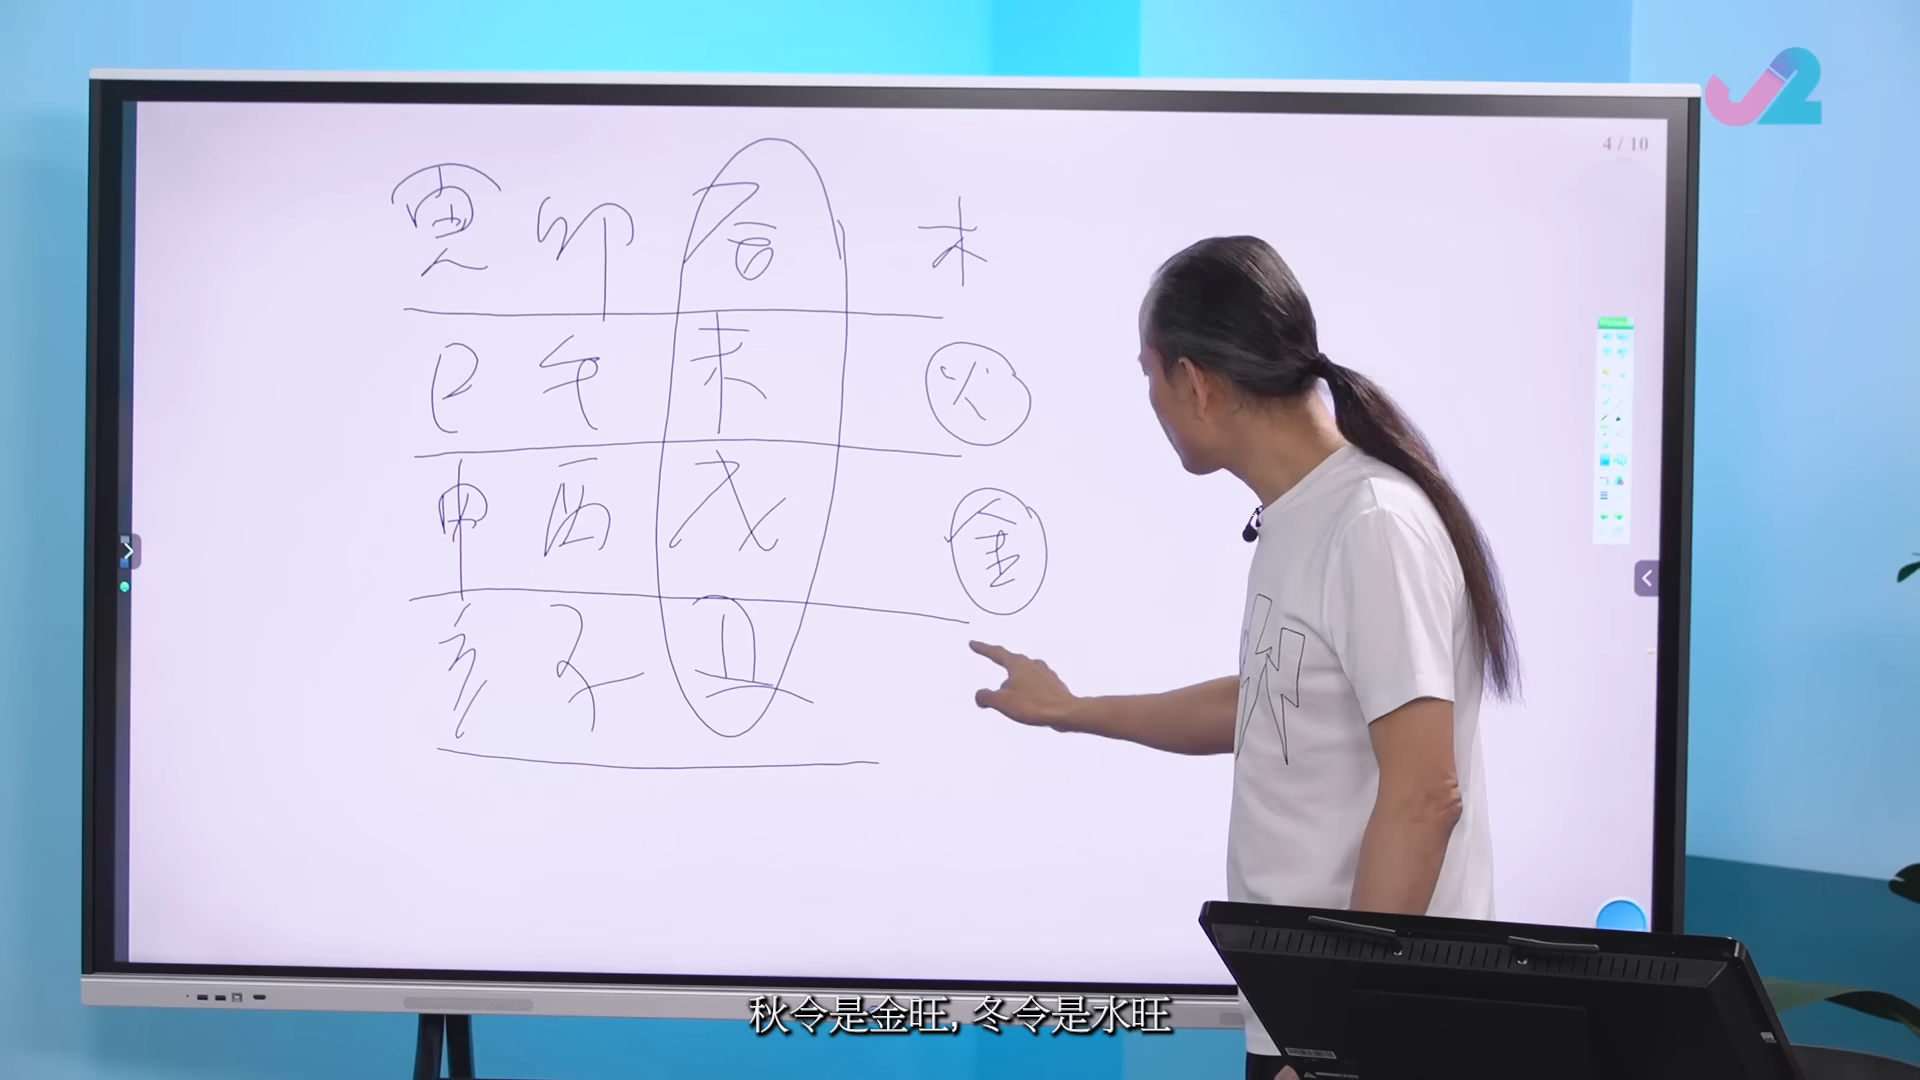 4 / 10
寅 卯 辰 木
巳 午 未 火
申 酉 戌 金
亥 子 丑
秋令是金旺, 冬令是水旺